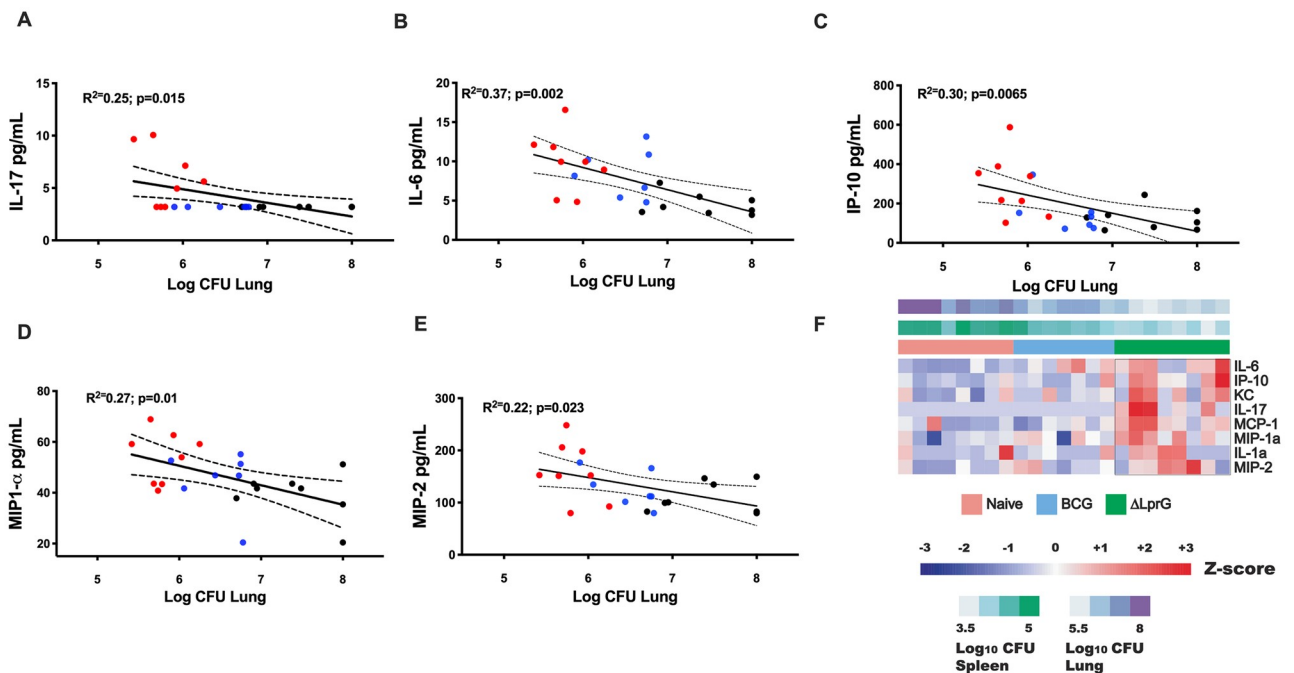 A
R²=0.25; p=0.015
IL-17 pg/mL
15
10
5
0
5 6 7 8
Log CFU Lung
B
R²=0.37; p=0.002
IL-6 pg/mL
20
15
10
5
0
5 6 7 8
Log CFU Lung
C
R²=0.30; p=0.0065
IP-10 pg/mL
800
600
400
200
0
5 6 7 8
Log CFU Lung
D
R²=0.27; p=0.01
MIP1-α pg/mL
80
60
40
20
5 6 7 8
Log CFU Lung
E
R²=0.22; p=0.023
MIP-2 pg/mL
300
200
100
0
5 6 7 8
Log CFU Lung
F
IL-6
IP-10
KC
IL-17
MCP-1
MIP-1a
IL-1a
MIP-2
Naive BCG ΔLprG
-3 -2 -1 0 +1 +2 +3
Z-score
3.5 5
Log₁₀ CFU
Spleen
5.5 8
Log₁₀ CFU
Lung